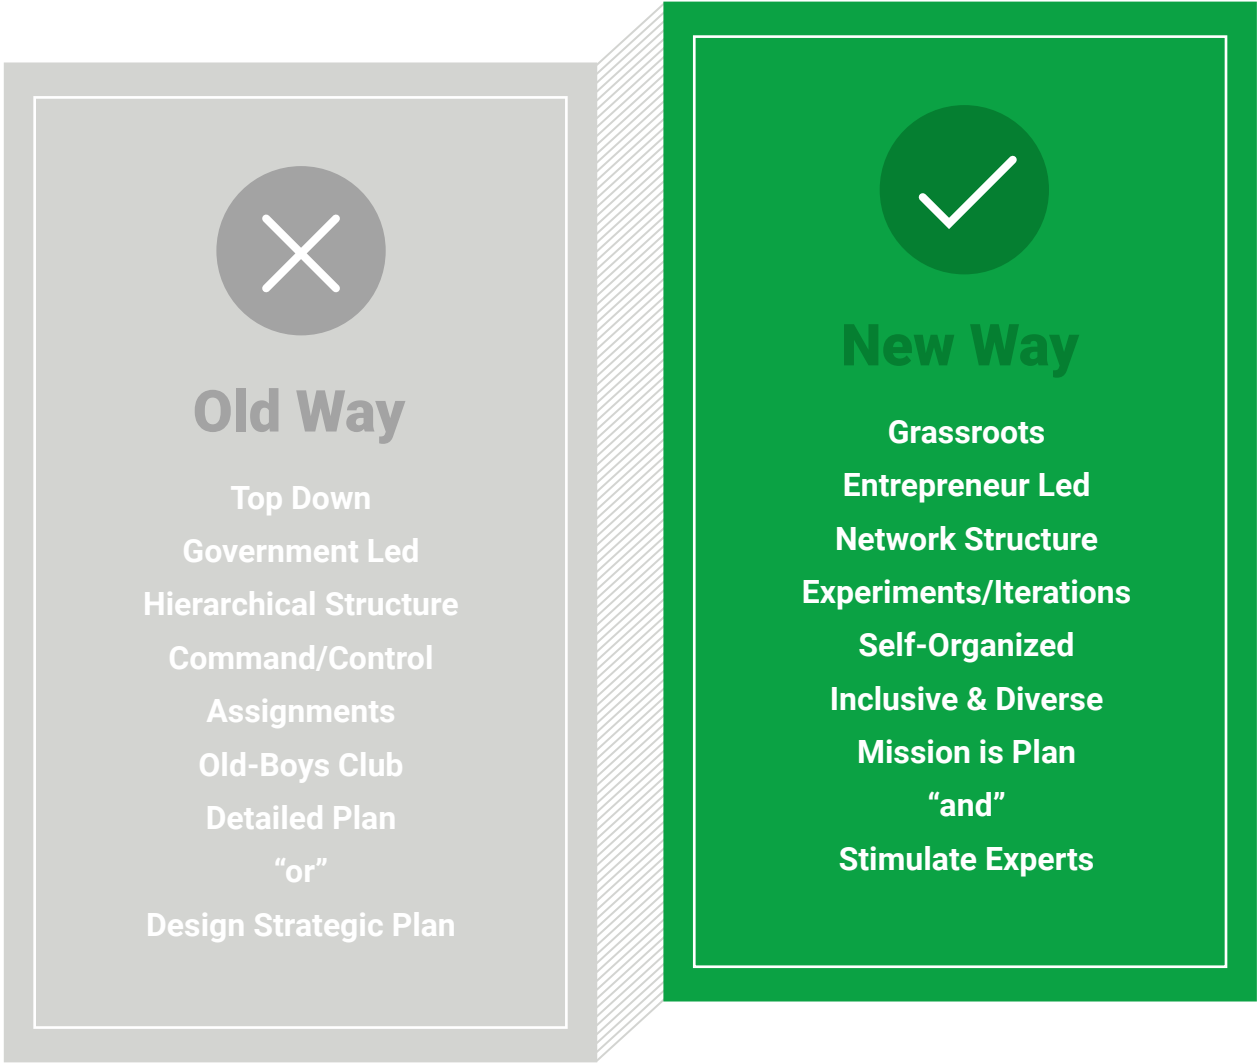 Old Way
Top Down
Government Led
Hierarchical Structure
Command/Control
Assignments
Old-Boys Club
Detailed Plan
“or”
Design Strategic Plan
New Way
Grassroots
Entrepreneur Led
Network Structure
Experiments/Iterations
Self-Organized
Inclusive & Diverse
Mission is Plan
“and”
Stimulate Experts